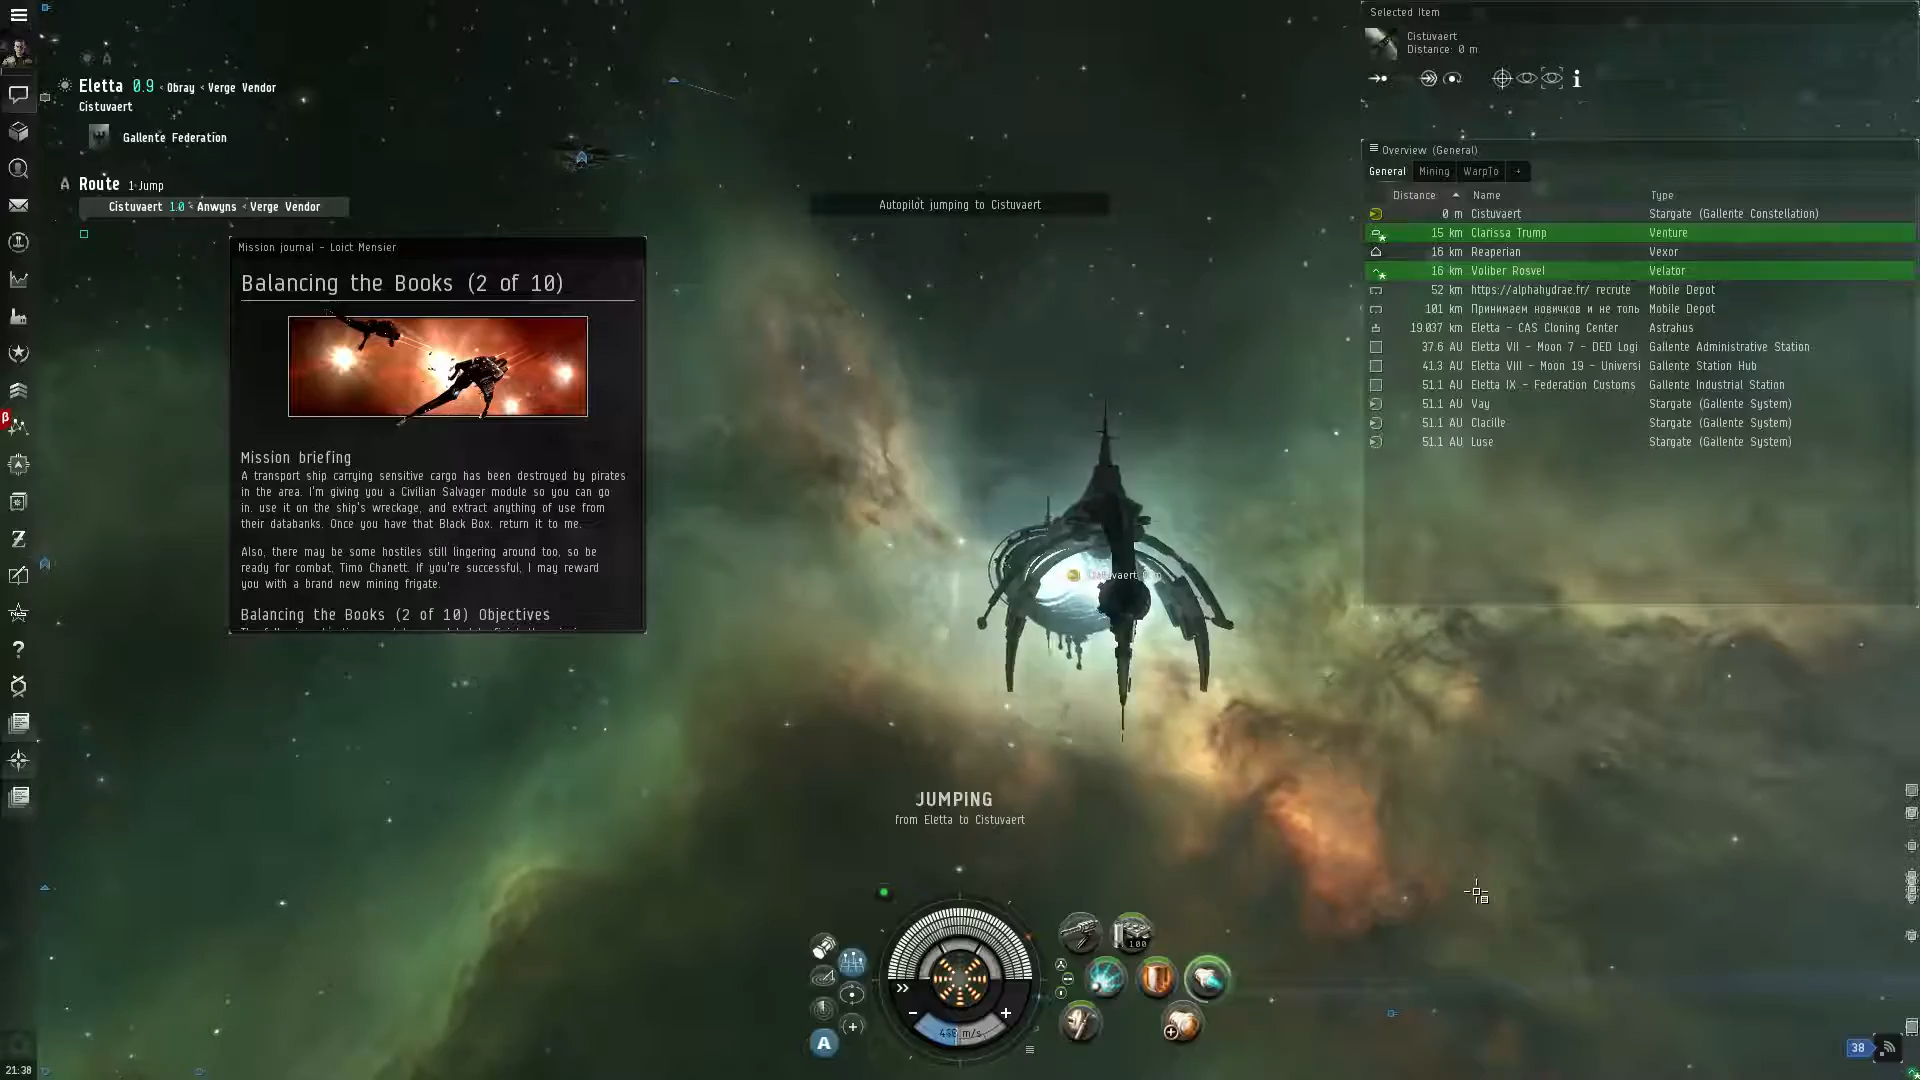 Eletta 0.9 < Obray < Verge Vendor
Cistuvaert
Gallente Federation
Route 1 Jump
Cistuvaert 1.0 < Anwyns < Verge Vendor
Mission journal - Loict Mensier
Balancing the Books (2 of 10)
Mission briefing
A transport ship carrying sensitive cargo has been destroyed by pirates
in the area. I'm giving you a Civilian Salvager module so you can go
in, use it on the ship's wreckage, and extract anything of use from
their databanks. Once you have that Black Box, return it to me.
Also, there may be some hostiles still lingering around too, so be
ready for combat, Timo Chanett. If you're successful, I may reward
you with a brand new mining frigate.
Balancing the Books (2 of 10) Objectives
Autopilot jumping to Cistuvaert
JUMPING
from Eletta to Cistuvaert
100
A
Selected Item
Cistuvaert
Distance: 0 m
Overview (General)
General Mining WarpTo +
Distance Name Type
0 m Cistuvaert Stargate (Gallente Constellation)
15 km Clarissa Trump Venture
16 km Reaperian Vexor
16 km Voliber Rosvel Velator
52 km https://alphahydrae.fr/ recrute Mobile Depot
101 km Принимаем новичков и не толь Mobile Depot
19 037 km Eletta - CAS Cloning Center Astrahus
37.6 AU Eletta VII - Moon 7 - DED Logi Gallente Administrative Station
41.3 AU Eletta VIII - Moon 19 - Universi Gallente Station Hub
51.1 AU Eletta IX - Federation Customs Gallente Industrial Station
51.1 AU Vay Stargate (Gallente System)
51.1 AU Clacille Stargate (Gallente System)
51.1 AU Luse Stargate (Gallente System)
21:30
38